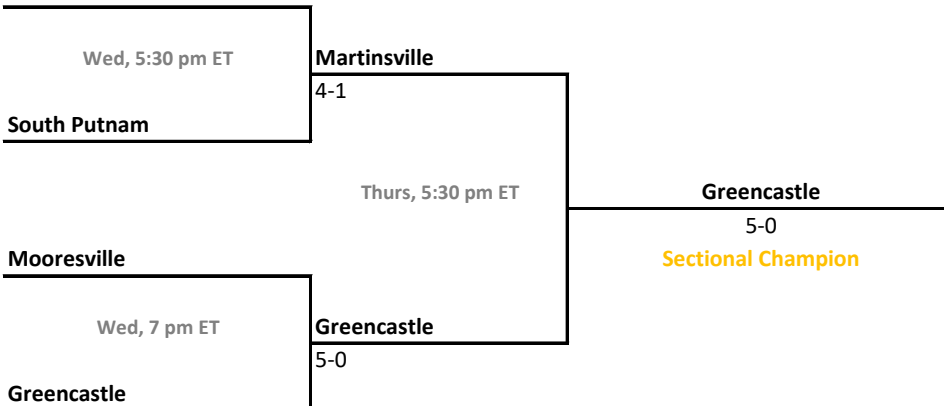 Wed, 5:30 pm ET
Martinsville
4-1
South Putnam
Thurs, 5:30 pm ET
Greencastle
5-0
Sectional Champion
Mooresville
Wed, 7 pm ET
Greencastle
5-0
Greencastle